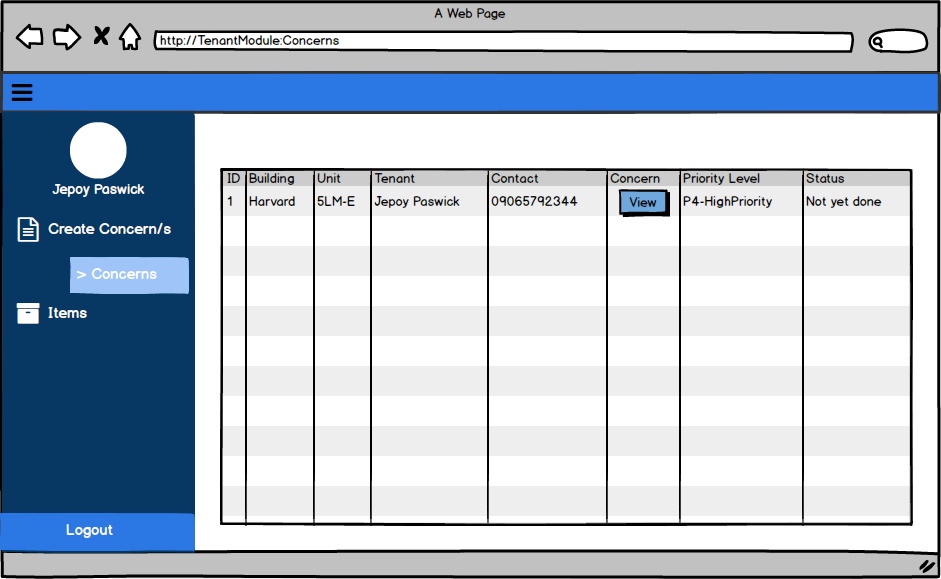 A Web Page
http://TenantModule:Concerns
Jepoy Paswick
Create Concern/s
> Concerns
Items
Logout
ID Building Unit Tenant Contact Concern Priority Level Status
1 Harvard 5LM-E Jepoy Paswick 09065792344 View P4-HighPriority Not yet done